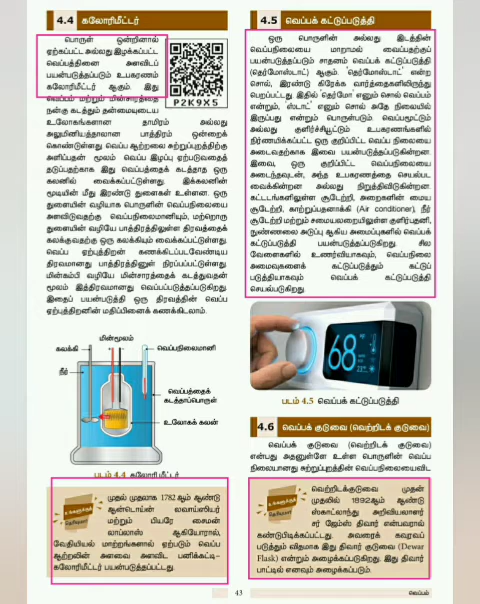 4.4 கலோரிமீட்டர்
பொருள் ஒன்றினால்
ஏற்கப்பட்ட அல்லது இழக்கப்பட்ட
வெப்பத்தினை அளவிடப்
பயன்படுத்தப்படும் உபகரணம்
கலோரிமீட்டர் ஆகும். இது
வெப்ப மற்றும் மின்சாரத்தை
நன்கு கடத்தும் தன்மையுடைய
உலோகங்களான தாமிரம் அல்லது
அலுமினியத்தாலான பாத்திரம் ஒன்றைக்
கொண்டுள்ளது. வெப்ப ஆற்றலை சுற்றுப்புறத்திற்கு
அளிப்பதன் மூலம் வெப்ப இழப்பு ஏற்படுவதைத்
தடுப்பதற்காக இது வெப்பத்தைக் கடத்தாத ஒரு
கலனில் வைக்கப்பட்டுள்ளது. இக்கலனின்
மூடியின் மீது இரண்டு துளைகள் உள்ளன. ஒரு
துளையின் வழியாக பொருளின் வெப்பநிலையை
அளவிடுவதற்கு வெப்பநிலைமானியும், மற்றொரு
துளையின் வழியே பாத்திரத்திலுள்ள திரவத்தைக்
கலக்குவதற்கு ஒரு கலக்கியும் வைக்கப்பட்டுள்ளது.
வெப்ப ஏற்புத்திறன் கணக்கிடப்படவேண்டிய
திரவமானது பாத்திரத்தினுள் நிரப்பப்பட்டுள்ளது.
மின்கம்பி வழியே மின்சாரத்தைக் கடத்துவதன்
மூலம் இத்திரவமானது வெப்பப்படுத்தப்படுகிறது.
இதைப் பயன்படுத்தி ஒரு திரவத்தின் வெப்ப
ஏற்புத்திறனின் மதிப்பினைக் கணக்கிடலாம்.
P2K9X5
மின்மூலம்
கலக்கி
வெப்பநிலைமானி
நீர்
வெப்பத்தைக்
கடத்தாப்பொருள்
உலோகக் கலன்
படம் 4.4 கலோரிமீட்டர்
உங்களுக்குத் தெரியுமா?
முதன் முதலாக 1782 ஆம் ஆண்டு
ஆன்டொய்ன் லவாய்ஸியர்
மற்றும் பியரே சைமன்
லாப்லாஸ் ஆகியோரால்,
வேதியியல் மாற்றங்களால் ஏற்படும் வெப்ப
ஆற்றலின் அளவை அளவிட பனிக்கட்டி–
கலோரிமீட்டர் பயன்படுத்தப்பட்டது.
4.5 வெப்பக் கட்டுப்படுத்தி
ஒரு பொருளின் அல்லது இடத்தின்
வெப்பநிலையை மாறாமல் வைப்பதற்குப்
பயன்படுத்தப்படும் சாதனம் வெப்பக் கட்டுப்படுத்தி
(தெர்மோஸ்டாட்) ஆகும். 'தெர்மோஸ்டாட்' என்ற
சொல், இரண்டு கிரேக்க வார்த்தைகளிலிருந்து
பெறப்பட்டது. இதில் 'தெர்மோ' எனும் சொல் வெப்பம்
என்றும், ஸ்டாட்' எனும் சொல் அதே நிலையில்
இருப்பது என்றும் பொருள்படும். வெப்பமூட்டும்
அல்லது குளிர்ச்சியூட்டும் உபகரணங்களில்
நிர்ணயிக்கப்பட்ட ஒரு குறிப்பிட்ட வெப்ப நிலையை
அடைவதற்காக இவை பயன்படுத்தப்படுகின்றன.
இவை, ஒரு குறிப்பிட்ட வெப்பநிலையை
அடைந்தவுடன், அந்த உபகரணத்தை செயல்பட
வைக்கின்றன அல்லது நிறுத்திவிடுகின்றன.
கட்டடங்களிலுள்ள சூடேற்றி, அறைகளின் மைய
சூடேற்றி, காற்றுப்பதனாக்கி (Air conditioner), நீர்
சூடேற்றி மற்றும் சமையலறையிலுள்ள குளிர்பதனி,
நுண்ணலை அடுப்பு ஆகிய அமைப்புகளில் வெப்பக்
கட்டுப்படுத்தி பயன்படுத்தப்படுகிறது. சில
வேளைகளில் உணர்வியாகவும், வெப்பநிலை
அமைவுகளைக் கட்டுப்படுத்தும் கட்டுப்
படுத்தியாகவும் வெப்பக் கட்டுப்படுத்தி
செயல்படுகிறது.
68
படம் 4.5 வெப்பக் கட்டுப்படுத்தி
4.6 வெப்பக் குடுவை (வெற்றிடக் குடுவை)
வெப்பக் குடுவை (வெற்றிடக் குடுவை)
என்பது அதனுள்ளே உள்ள பொருளின் வெப்ப
நிலையானது சுற்றுப்புறத்தின் வெப்பநிலையைவிட
உங்களுக்குத் தெரியுமா?
வெற்றிடக்குடுவை முதன்
முதலில் 1892ஆம் ஆண்டு
ஸ்காட்லாந்து அறிவியலாளர்
சர் ஜேம்ஸ் திவார் என்பவரால்
கண்டுபிடிக்கப்பட்டது. அவரைக் கவுரவப்
படுத்தும் விதமாக இது திவார் குடுவை (Dewar
Flask) என்றும் அழைக்கப்படுகிறது. இது திவார்
பாட்டில் எனவும் அழைக்கப்படும்.
43
வெப்பம்